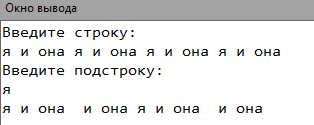 Окно вывода
Введите строку:
я и она я и она я и она я и она
Введите подстроку:
я
я и она  и она я и она  и она